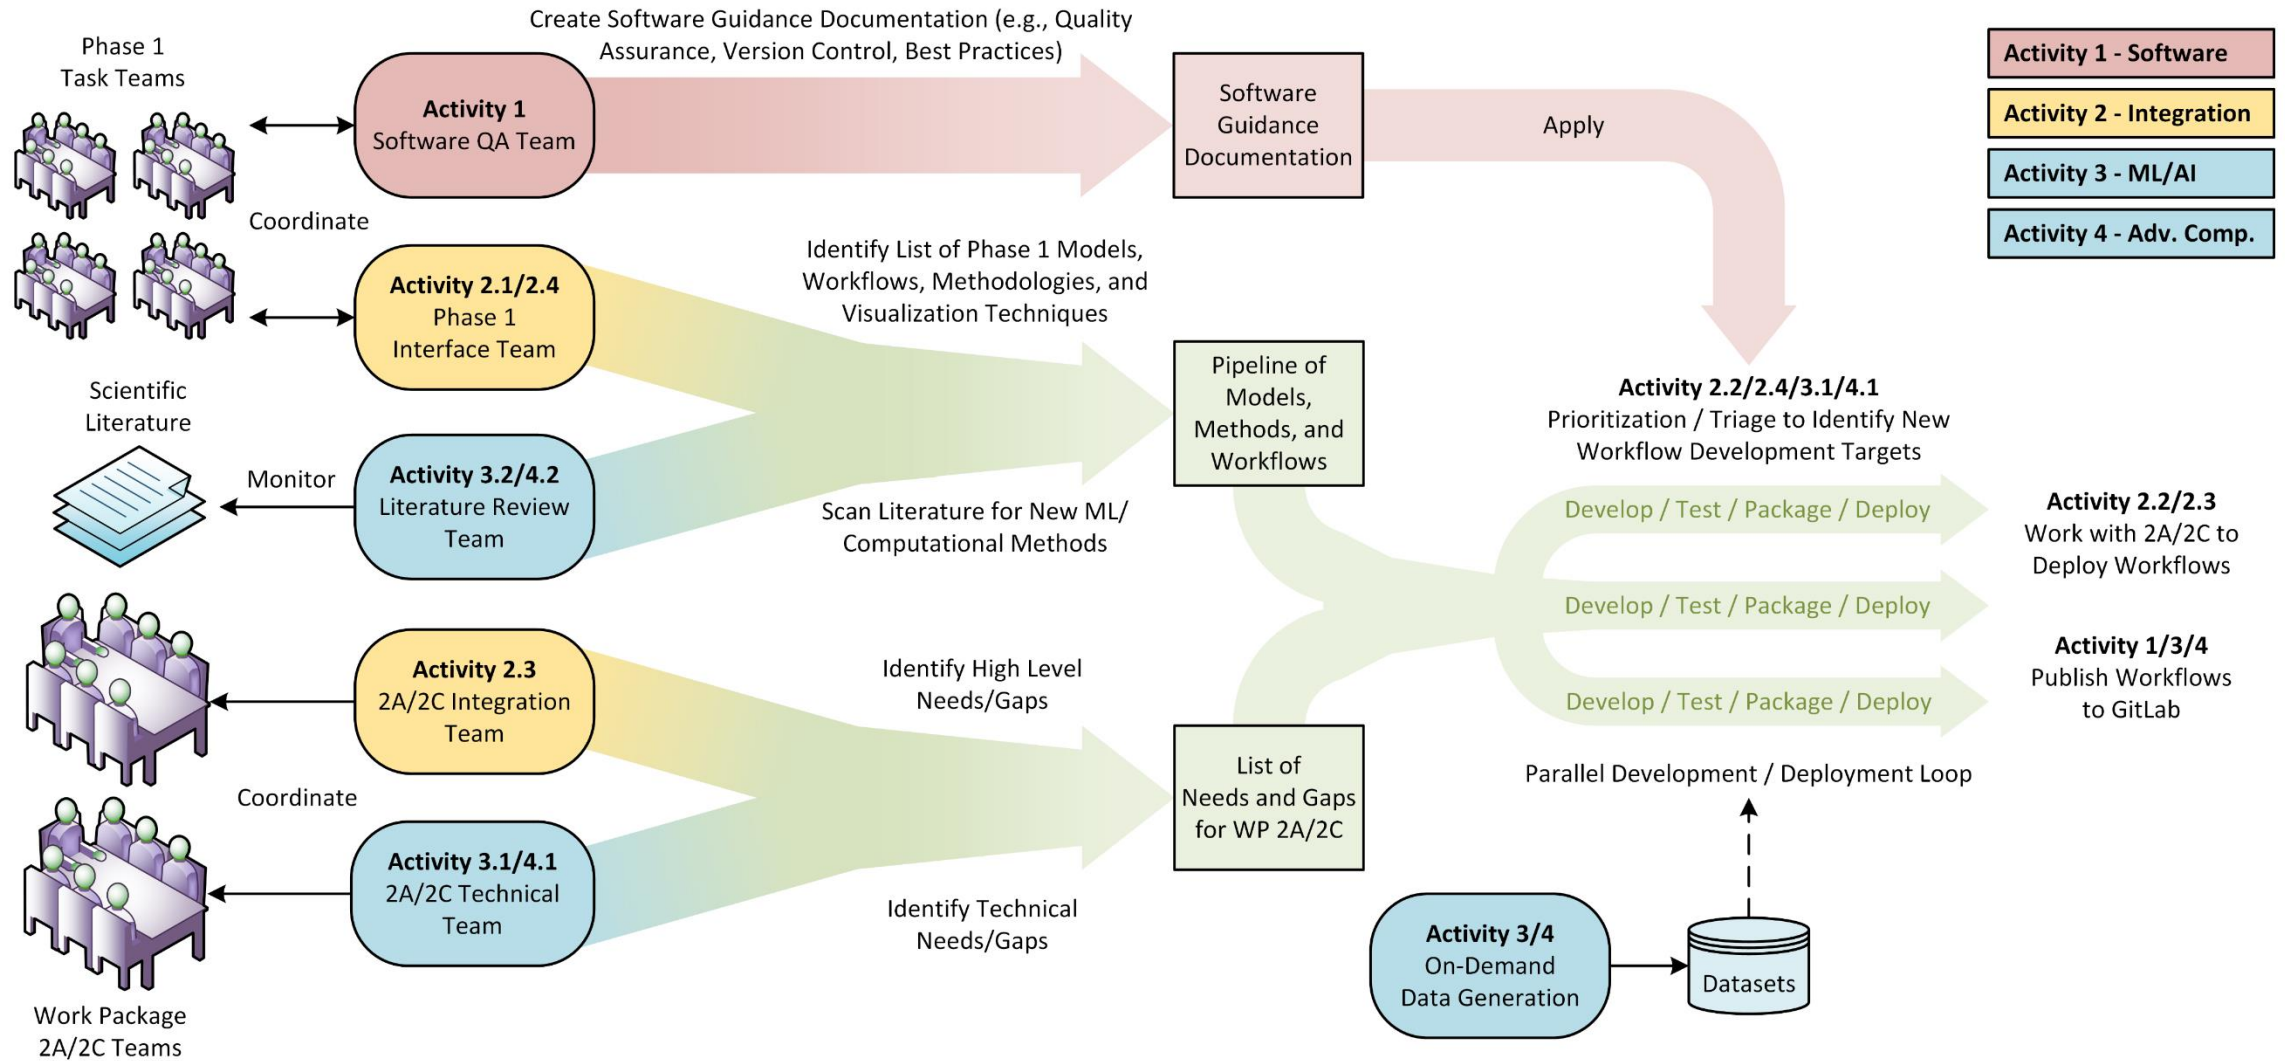 Create Software Guidance Documentation (e.g., Quality
Assurance, Version Control, Best Practices)
Phase 1
Task Teams
Activity 1
Software QA Team
Software
Guidance
Documentation
Apply
Activity 1 - Software
Activity 2 - Integration
Activity 3 - ML/AI
Activity 4 - Adv. Comp.
Coordinate
Activity 2.1/2.4
Phase 1
Interface Team
Identify List of Phase 1 Models,
Workflows, Methodologies, and
Visualization Techniques
Scientific
Literature
Monitor
Activity 3.2/4.2
Literature Review
Team
Scan Literature for New ML/
Computational Methods
Pipeline of
Models,
Methods, and
Workflows
Activity 2.2/2.4/3.1/4.1
Prioritization / Triage to Identify New
Workflow Development Targets
Develop / Test / Package / Deploy
Develop / Test / Package / Deploy
Develop / Test / Package / Deploy
Activity 2.2/2.3
Work with 2A/2C to
Deploy Workflows
Activity 1/3/4
Publish Workflows
to GitLab
Parallel Development / Deployment Loop
Activity 2.3
2A/2C Integration
Team
Identify High Level
Needs/Gaps
Coordinate
List of
Needs and Gaps
for WP 2A/2C
Activity 3.1/4.1
2A/2C Technical
Team
Identify Technical
Needs/Gaps
Work Package
2A/2C Teams
Activity 3/4
On-Demand
Data Generation
Datasets